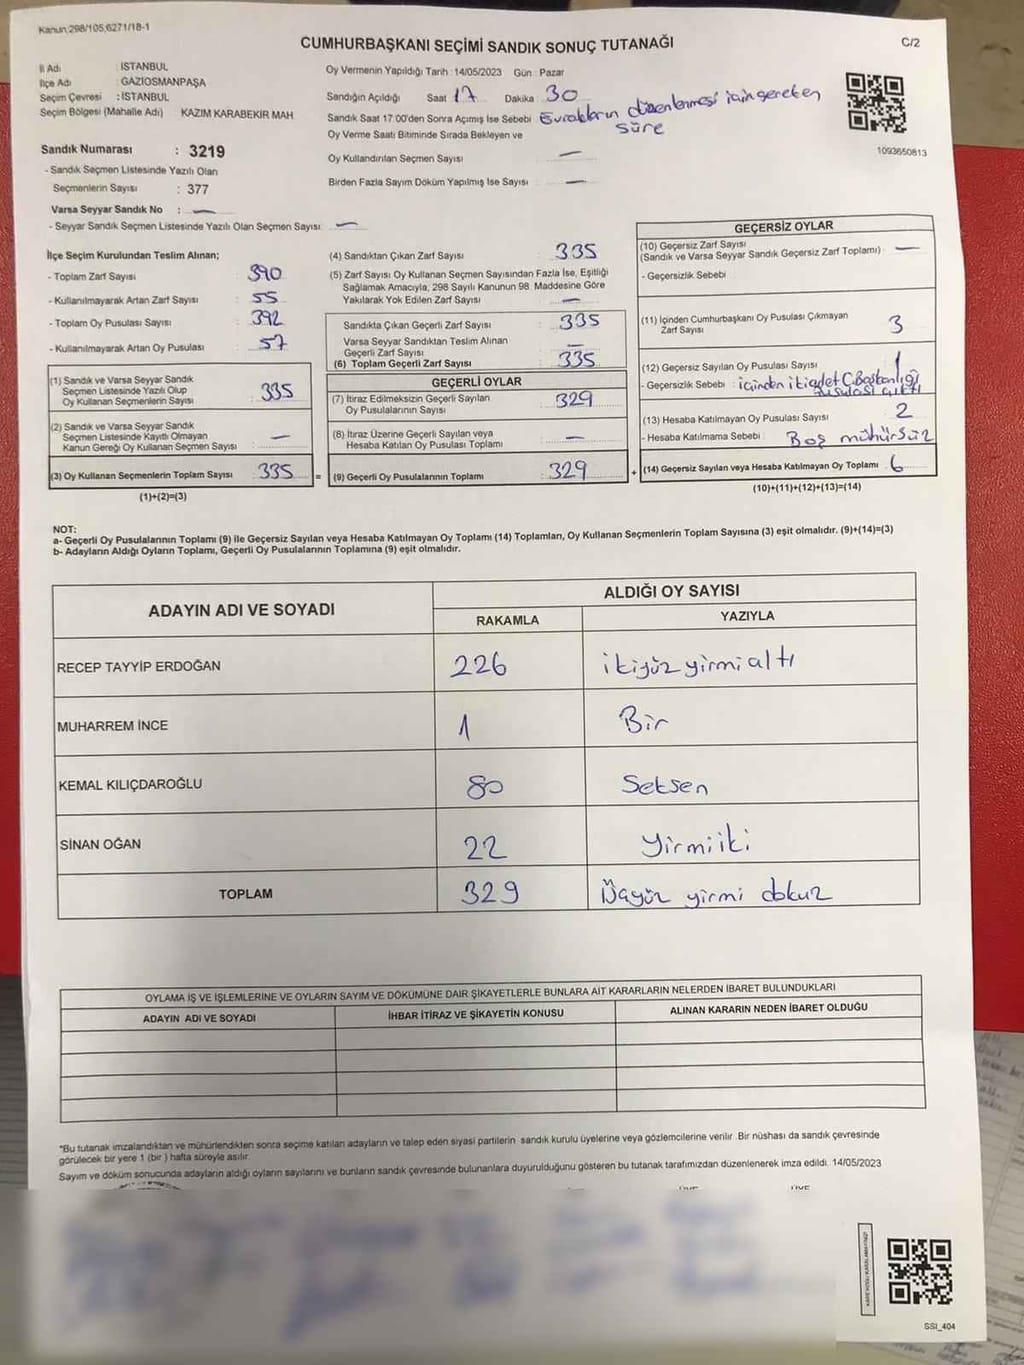 Kanun,298/105,6271/18-1
CUMHURBAŞKANI SEÇİMİ SANDIK SONUÇ TUTANAĞI
C/2
İl Adı : İSTANBUL
İlçe Adı : GAZİOSMANPAŞA
Seçim Çevresi : İSTANBUL
Seçim Bölgesi (Mahalle Adı) KAZIM KARABEKİR MAH
Sandık Numarası : 3219
- Sandık Seçmen Listesinde Yazılı Olan
Seçmenlerin Sayısı : 377
Varsa Seyyar Sandık No : —
- Seyyar Sandık Seçmen Listesinde Yazılı Olan Seçmen Sayısı : —
Oy Vermenin Yapıldığı Tarih : 14/05/2023 Gün : Pazar
Sandığın Açıldığı Saat 17 Dakika : 30
Sandık Saat 17:00'den Sonra Açımış İse Sebebi Evrakların düzenlenmesi için gereken
süre
Oy Verme Saati Bitiminde Sırada Bekleyen ve
Oy Kullandırılan Seçmen Sayısı : —
Birden Fazla Sayım Döküm Yapılmış İse Sayısı : —
1093650813
İlçe Seçim Kurulundan Teslim Alınan;
- Toplam Zarf Sayısı : 390
- Kullanılmayarak Artan Zarf Sayısı : 55
- Toplam Oy Pusulası Sayısı : 392
- Kullanılmayarak Artan Oy Pusulası : 57
(1) Sandık ve Varsa Seyyar Sandık
Seçmen Listesinde Yazılı Olup
Oy Kullanan Seçmenlerin Sayısı : 335
(2) Sandık ve Varsa Seyyar Sandık
Seçmen Listesinde Kayıtlı Olmayan
Kanun Gereği Oy Kullanan Seçmen Sayısı : —
(3) Oy Kullanan Seçmenlerin Toplam Sayısı : 335 =
(1)+(2)=(3)
(4) Sandıktan Çıkan Zarf Sayısı : 335
(5) Zarf Sayısı Oy Kullanan Seçmen Sayısından Fazla İse, Eşitliği
Sağlamak Amacıyla, 298 Sayılı Kanunun 98. Maddesine Göre
Yakılarak Yok Edilen Zarf Sayısı : —
Sandıkta Çıkan Geçerli Zarf Sayısı : 335
Varsa Seyyar Sandıktan Teslim Alınan
Geçerli Zarf Sayısı : —
(6) Toplam Geçerli Zarf Sayısı : 335
GEÇERLİ OYLAR
(7) İtiraz Edilmeksizin Geçerli Sayılan
Oy Pusulalarının Sayısı : 329
(8) İtiraz Üzerine Geçerli Sayılan veya
Hesaba Katılan Oy Pusulası Toplamı : —
(9) Geçerli Oy Pusulalarının Toplamı : 329 +
GEÇERSİZ OYLAR
(10) Geçersiz Zarf Sayısı
(Sandık ve Varsa Seyyar Sandık Geçersiz Zarf Toplamı) : —
- Geçersizlik Sebebi :
(11) İçinden Cumhurbaşkanı Oy Pusulası Çıkmayan
Zarf Sayısı : 3
(12) Geçersiz Sayılan Oy Pusulası Sayısı : 1
- Geçersizlik Sebebi : içinden iki adet C.Başkanlığı
pusulası çıktı
(13) Hesaba Katılmayan Oy Pusulası Sayısı : 2
- Hesaba Katılmama Sebebi : Boş mühürsüz
(14) Geçersiz Sayılan veya Hesaba Katılmayan Oy Toplamı : 6
(10)+(11)+(12)+(13)=(14)
NOT:
a- Geçerli Oy Pusulalarının Toplamı (9) ile Geçersiz Sayılan veya Hesaba Katılmayan Oy Toplamı (14) Toplamları, Oy Kullanan Seçmenlerin Toplam Sayısına (3) eşit olmalıdır. (9)+(14)=(3)
b- Adayların Aldığı Oyların Toplamı, Geçerli Oy Pusulalarının Toplamına (9) eşit olmalıdır.
ADAYIN ADI VE SOYADI ALDIĞI OY SAYISI
RAKAMLA YAZIYLA
RECEP TAYYİP ERDOĞAN 226 ikiyüz yirmi altı
MUHARREM İNCE 1 Bir
KEMAL KILIÇDAROĞLU 80 Seksen
SİNAN OĞAN 22 Yirmi iki
TOPLAM 329 Üçyüz yirmi dokuz
OYLAMA İŞ VE İŞLEMLERİNE VE OYLARIN SAYIM VE DÖKÜMÜNE DAİR ŞİKAYETLERLE BUNLARA AİT KARARLARIN NELERDEN İBARET BULUNDUKLARI
ADAYIN ADI VE SOYADI İHBAR İTİRAZ VE ŞİKAYETİN KONUSU ALINAN KARARIN NEDEN İBARET OLDUĞU
*Bu tutanak imzalandıktan ve mühürlendikten sonra seçime katılan adayların ve talep eden siyasi partilerin sandık kurulu üyelerine veya gözlemcilerine verilir. Bir nüshası da sandık çevresinde
görülecek bir yere 1 (bir ) hafta süreyle asılır.
Sayım ve döküm sonucunda adayların aldığı oyların sayılarını ve bunların sandık çevresinde bulunanlara duyurulduğunu gösteren bu tutanak tarafımızdan düzenlenerek imza edildi. 14/05/2023
ÜYE ÜYE
KARE KODU KARALAMAYINIZ!
SSI_404